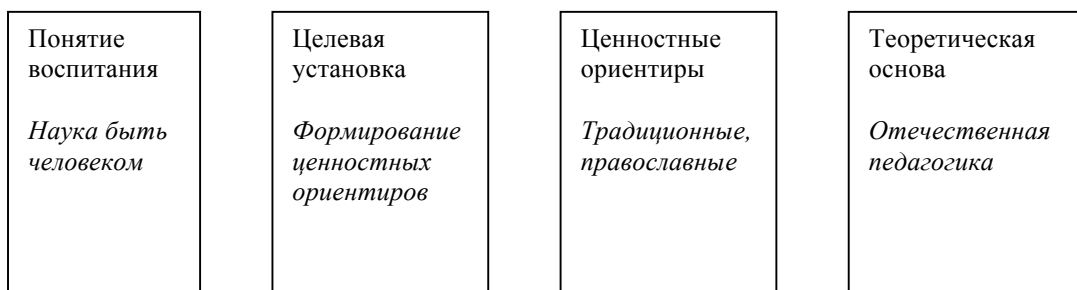 Понятие
воспитания
Наука быть
человеком
Целевая
установка
Формирование
ценностных
ориентиров
Ценностные
ориентиры
Традиционные,
православные
Теоретическая
основа
Отечественная
педагогика